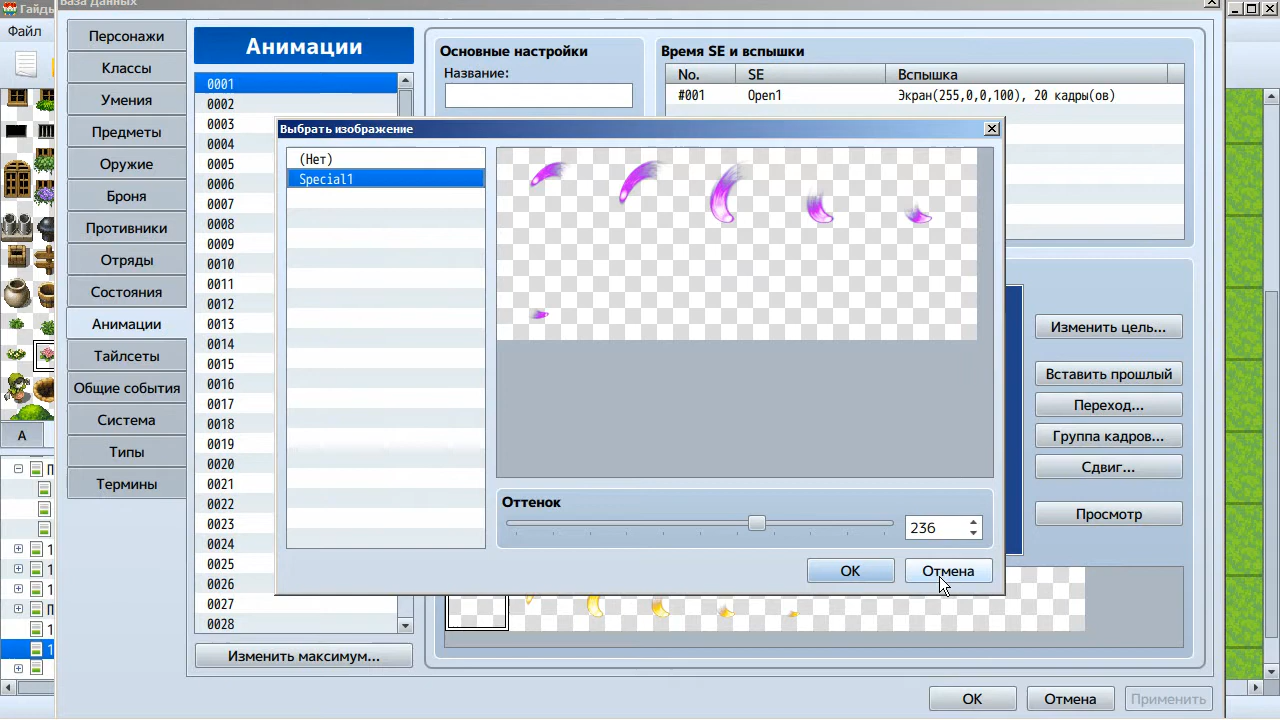 Гайды
База данных
Файл
Персонажи
Классы
Умения
Предметы
Оружие
Броня
Противники
Отряды
Состояния
Анимации
Тайлсеты
Общие события
Система
Типы
Термины
A
Анимации
0001
0002
0003
0004
0005
0006
0007
0008
0009
0010
0011
0012
0013
0014
0015
0016
0017
0018
0019
0020
0021
0022
0023
0024
0025
0026
0027
0028
Изменить максимум...
Основные настройки
Название:
Время SE и вспышки
No. SE Вспышка
#001 Open1 Экран(255,0,0,100), 20 кадры(ов)
Выбрать изображение
(Нет)
Special1
Оттенок
236
OK Отмена
Изменить цель...
Вставить прошлый
Переход...
Группа кадров...
Сдвиг...
Просмотр
OK Отмена Применить